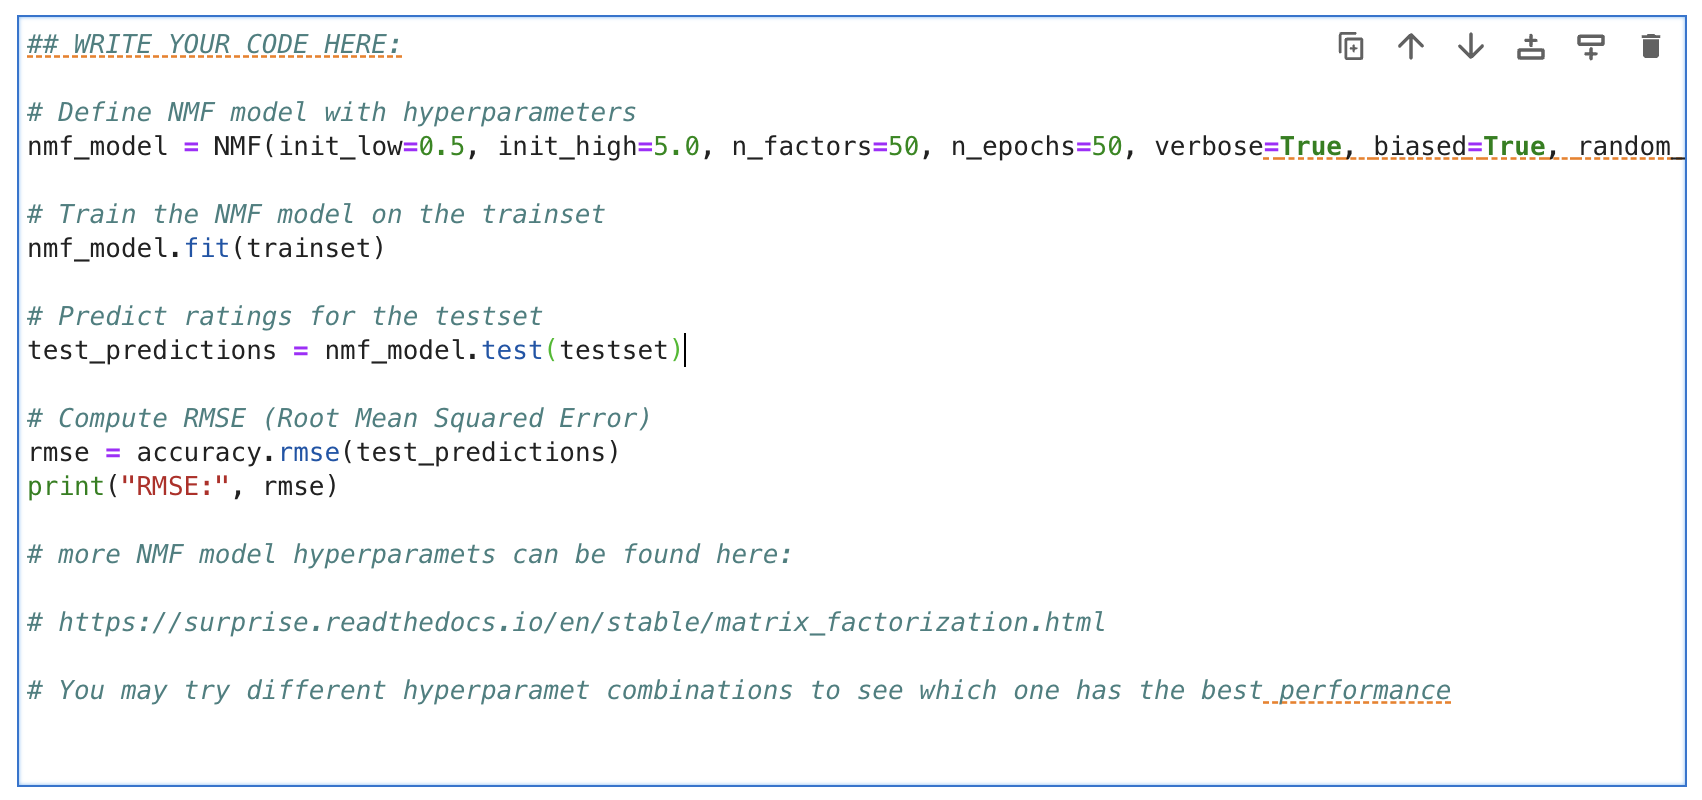 ## WRITE YOUR CODE HERE:
# Define NMF model with hyperparameters
nmf_model = NMF(init_low=0.5, init_high=5.0, n_factors=50, n_epochs=50, verbose=True, biased=True, random_
# Train the NMF model on the trainset
nmf_model.fit(trainset)
# Predict ratings for the testset
test_predictions = nmf_model.test(testset)
# Compute RMSE (Root Mean Squared Error)
rmse = accuracy.rmse(test_predictions)
print("RMSE:", rmse)
# more NMF model hyperparamets can be found here:
# https://surprise.readthedocs.io/en/stable/matrix_factorization.html
# You may try different hyperparamet combinations to see which one has the best performance